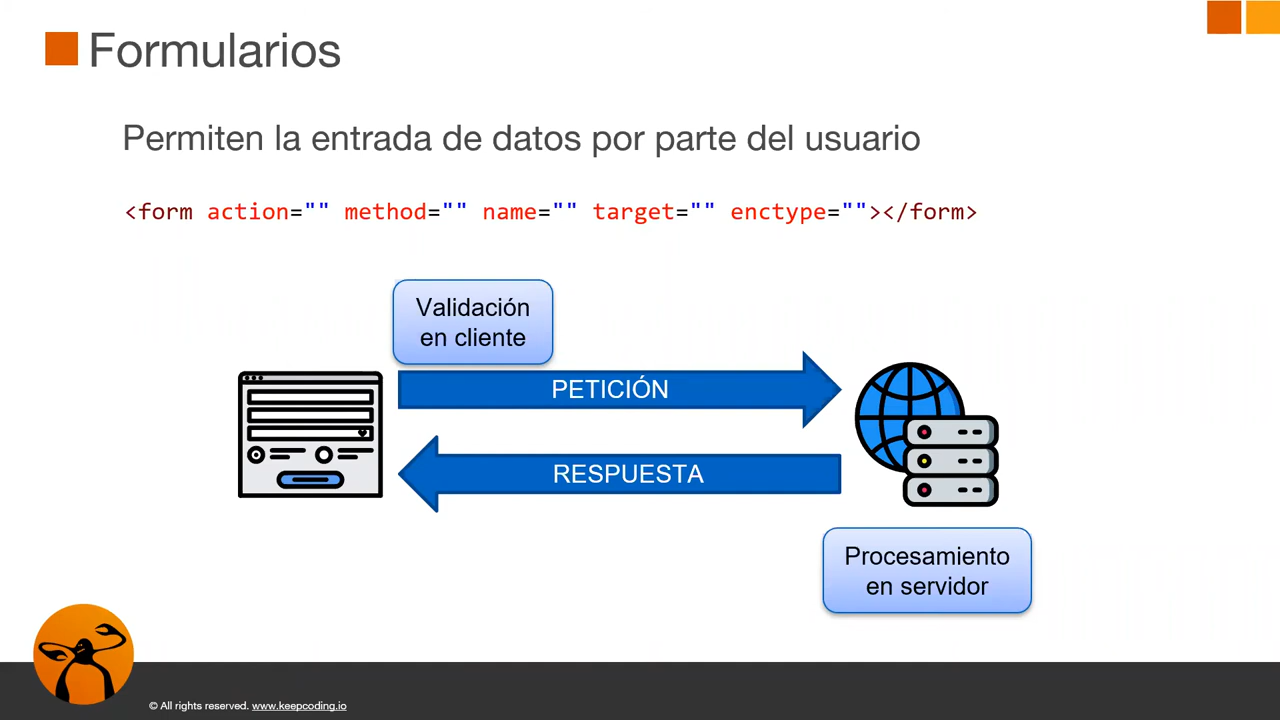 Formularios
Permiten la entrada de datos por parte del usuario
<form action="" method="" name="" target="" enctype=""></form>
Validación
en cliente
PETICIÓN
RESPUESTA
Procesamiento
en servidor
© All rights reserved. www.keepcoding.io